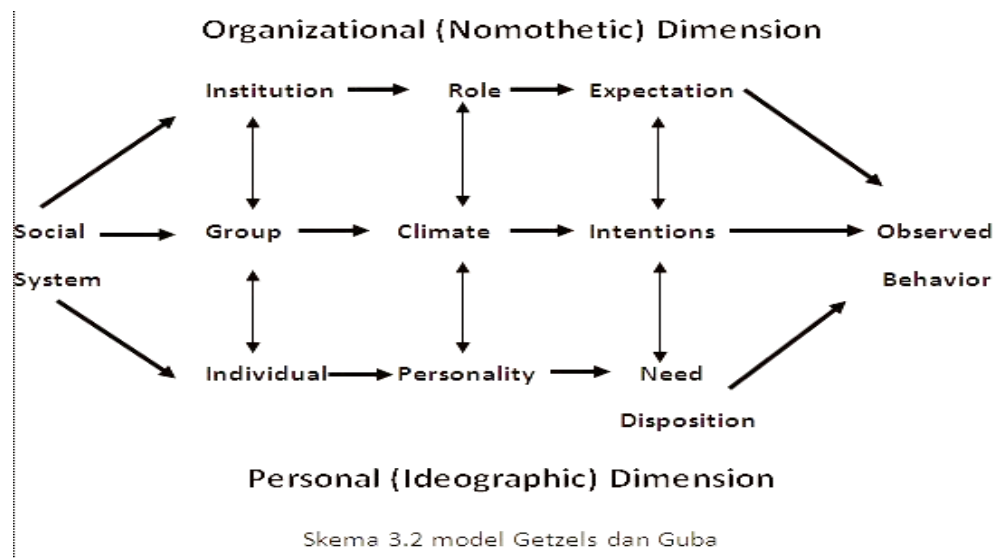 Organizational (Nomothetic) Dimension
Institution Role Expectation
Social Group Climate Intentions Observed
System Behavior
Individual Personality Need
Disposition
Personal (Ideographic) Dimension
Skema 3.2 model Getzels dan Guba